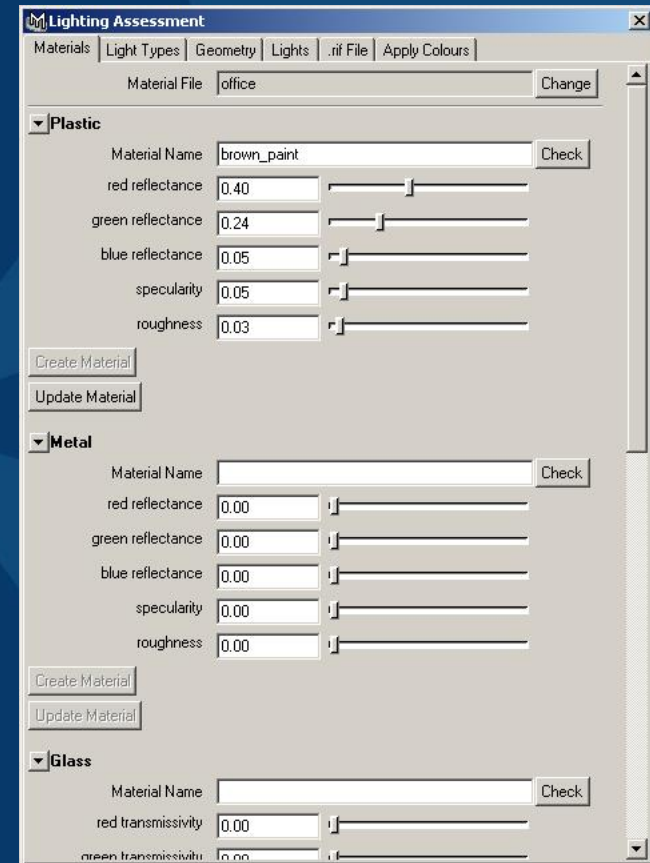 Lighting Assessment
Materials Light Types Geometry Lights .rif File Apply Colours
Material File office Change
Plastic
Material Name brown_paint Check
red reflectance 0.40
green reflectance 0.24
blue reflectance 0.05
specularity 0.05
roughness 0.03
Create Material
Update Material
Metal
Material Name Check
red reflectance 0.00
green reflectance 0.00
blue reflectance 0.00
specularity 0.00
roughness 0.00
Create Material
Update Material
Glass
Material Name Check
red transmissivity 0.00
green transmissivity 0.00